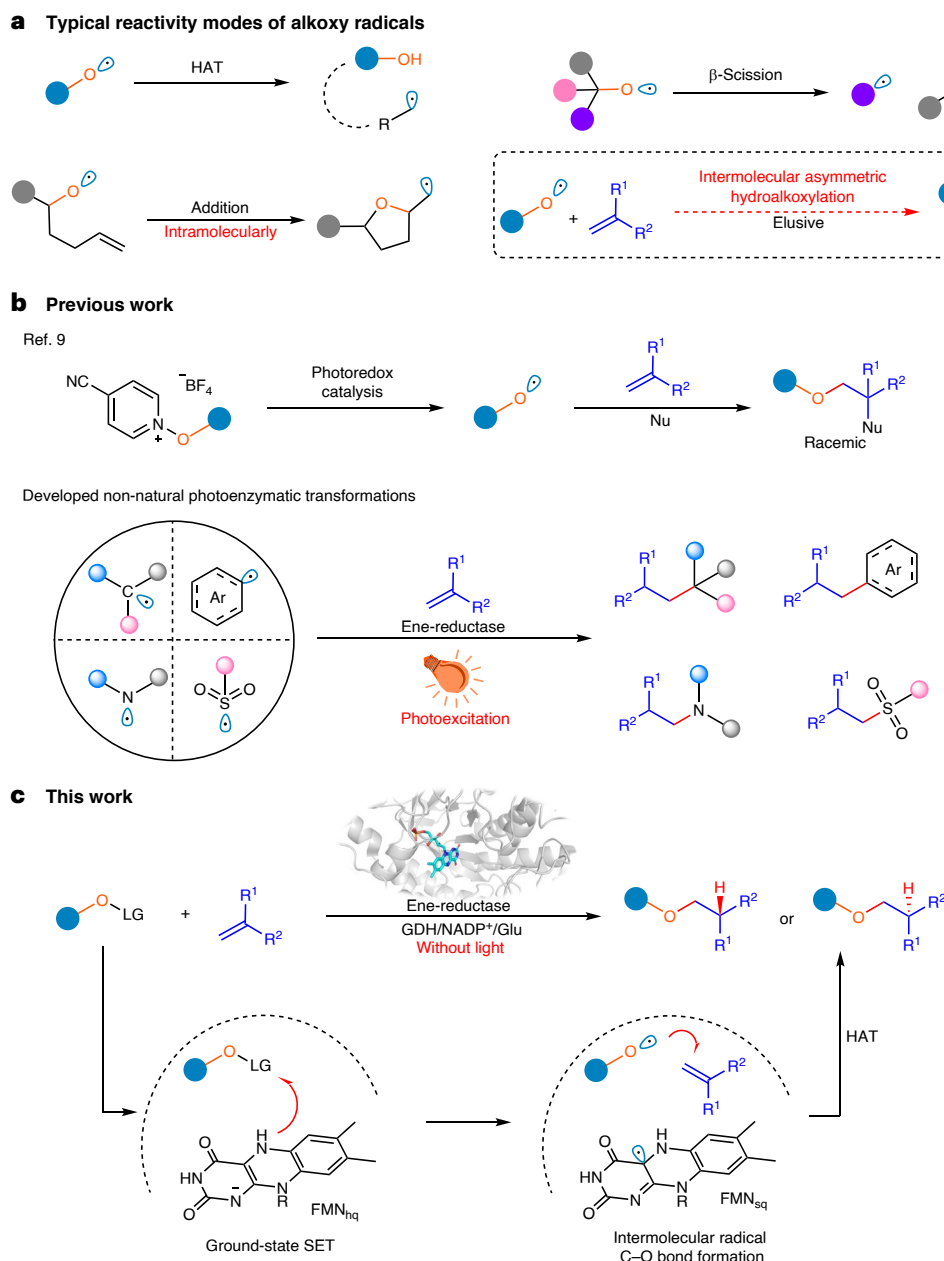 a Typical reactivity modes of alkoxy radicals
O
HAT
OH
R
O
β-Scission
O
Addition
Intramolecularly
O
O
+
R1
R2
Intermolecular asymmetric
hydroalkoxylation
Elusive
b Previous work
Ref. 9
NC
−BF4
N
+
O
Photoredox
catalysis
O
R1
R2
Nu
O
R1
R2
Nu
Racemic
Developed non-natural photoenzymatic transformations
C
Ar
N
O S O
R1
R2
Ene-reductase
Photoexcitation
R1
R2
R1
R2
Ar
R1
R2
N
R1
R2
S
O
O
c This work
O
LG
+
R1
R2
Ene-reductase
GDH/NADP+/Glu
Without light
O
H
R2
R1
or
O
H
R2
R1
HAT
O
LG
O
H
N
HN
O
N
−
N
R
FMNhq
Ground-state SET
O
R2
R1
O
H
N
HN
O
N
N
R
FMNsq
Intermolecular radical
C–O bond formation